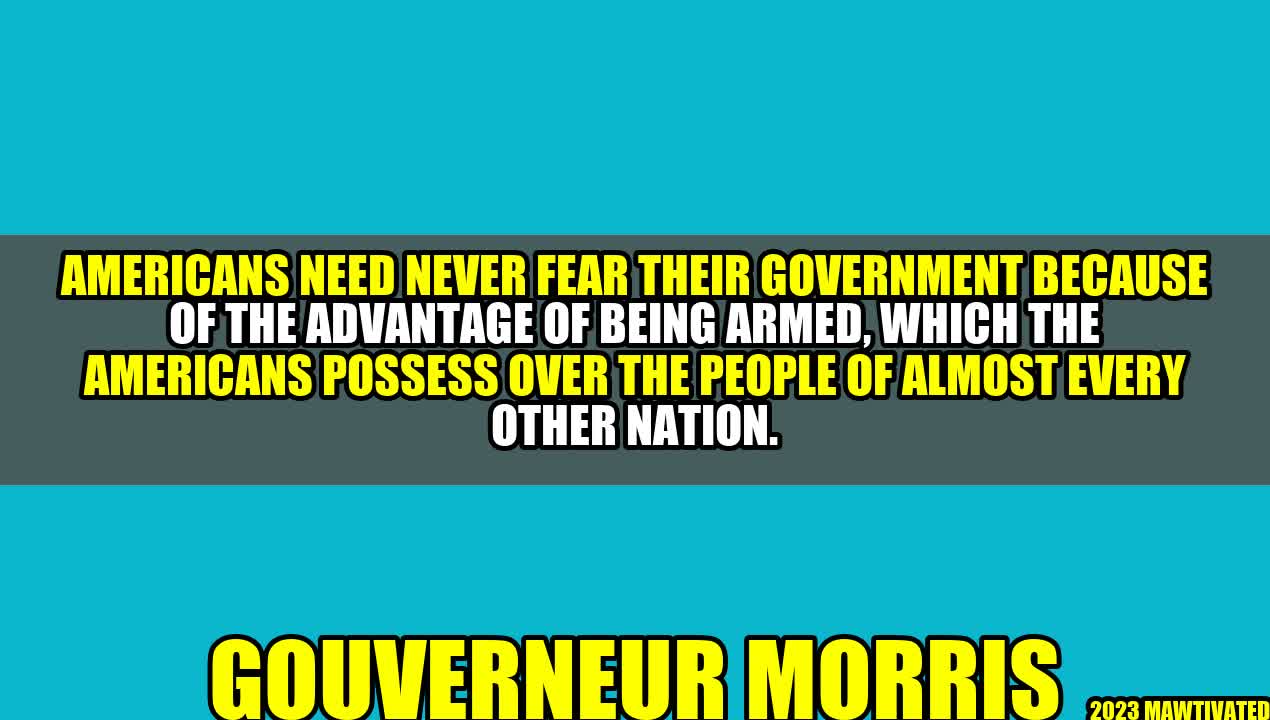 AMERICANS NEED NEVER FEAR THEIR GOVERNMENT BECAUSE
OF THE ADVANTAGE OF BEING ARMED, WHICH THE
AMERICANS POSSESS OVER THE PEOPLE OF ALMOST EVERY
OTHER NATION.
GOUVERNEUR MORRIS
2023 MAWTIVATED